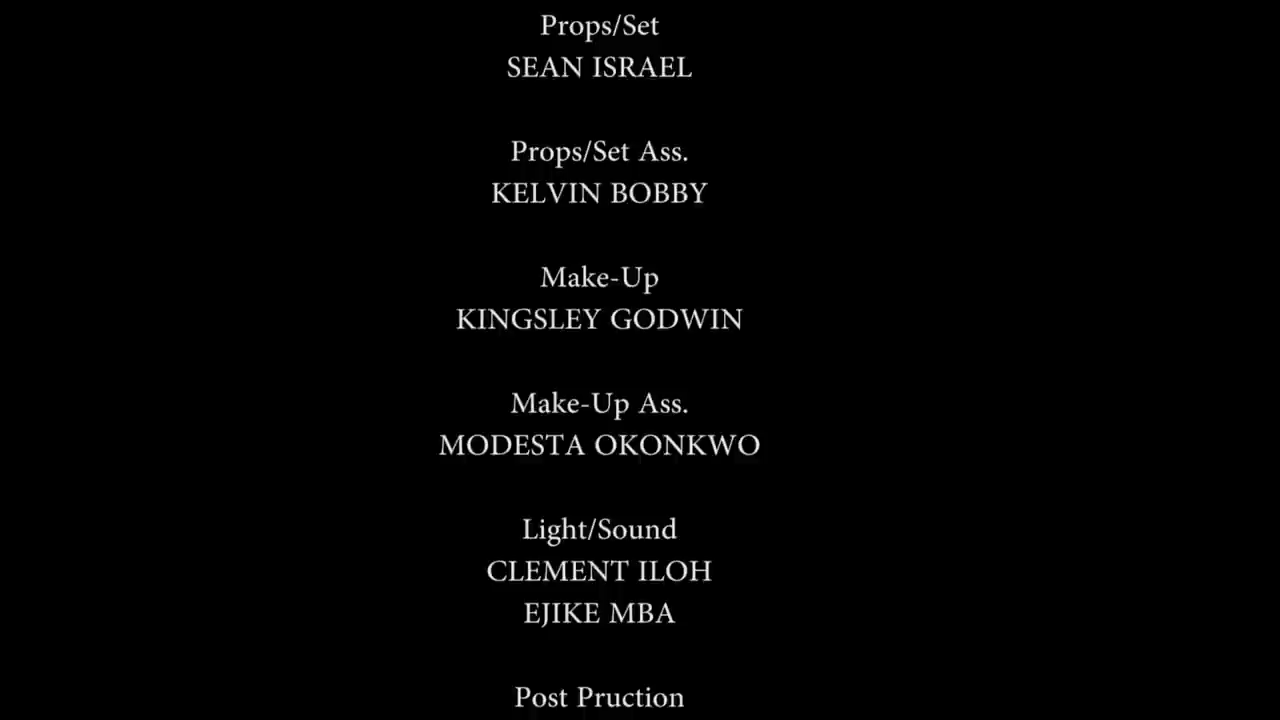 Props/Set
SEAN ISRAEL
Props/Set Ass.
KELVIN BOBBY
Make-Up
KINGSLEY GODWIN
Make-Up Ass.
MODESTA OKONKWO
Light/Sound
CLEMENT ILOH
EJIKE MBA
Post Pruction